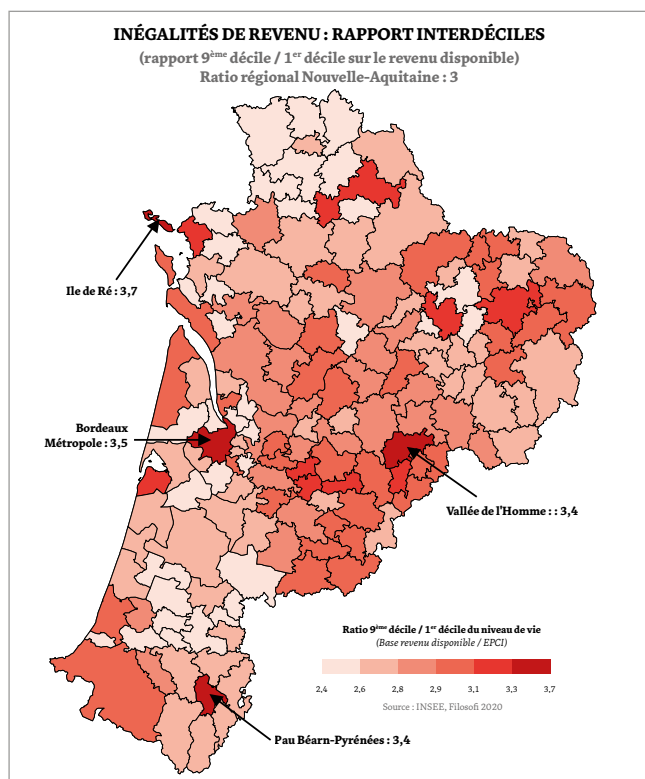 INÉGALITÉS DE REVENU : RAPPORT INTERDÉCILES
(rapport 9ème décile / 1er décile sur le revenu disponible)
Ratio régional Nouvelle-Aquitaine : 3
Ile de Ré : 3,7
Bordeaux
Métropole : 3,5
Vallée de l'Homme : : 3,4
Ratio 9ème décile / 1er décile du niveau de vie
(Base revenu disponible / EPCI)
2,4 2,6 2,8 2,9 3,1 3,3 3,7
Source : INSEE, Filosofi 2020
Pau Béarn-Pyrénées : 3,4